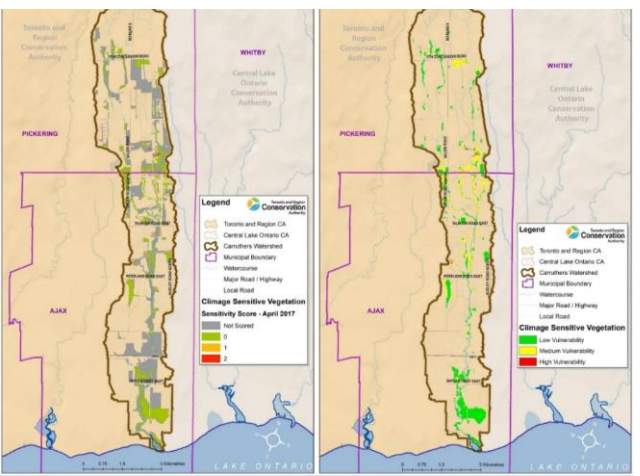 Toronto and
Region
Conservation
Authority
WHITBY
Central Lake
Ontario
Conservation
Authority
PICKERING
AJAX
Legend
Toronto and Region
Conservation
Authority
Toronto and Region CA
Central Lake Ontario CA
Carruthers Watershed
Municipal Boundary
Watercourse
Major Road / Highway
Local Road
Climage Sensitive Vegetation
Sensitivity Score - April 2017
Not Scored
0
1
2
LAKE ONTARIO
Toronto and
Region
Conservation
Authority
WHITBY
Central Lake
Ontario
Conservation
Authority
PICKERING
AJAX
Legend
Toronto and Region
Conservation
Authority
Toronto and Region CA
Central Lake Ontario CA
Carruthers Watershed
Municipal Boundary
Watercourse
Major Road / Highway
Local Road
Climage Sensitive Vegetation
Low Vulnerability
Medium Vulnerability
High Vulnerability
LAKE ONTARIO